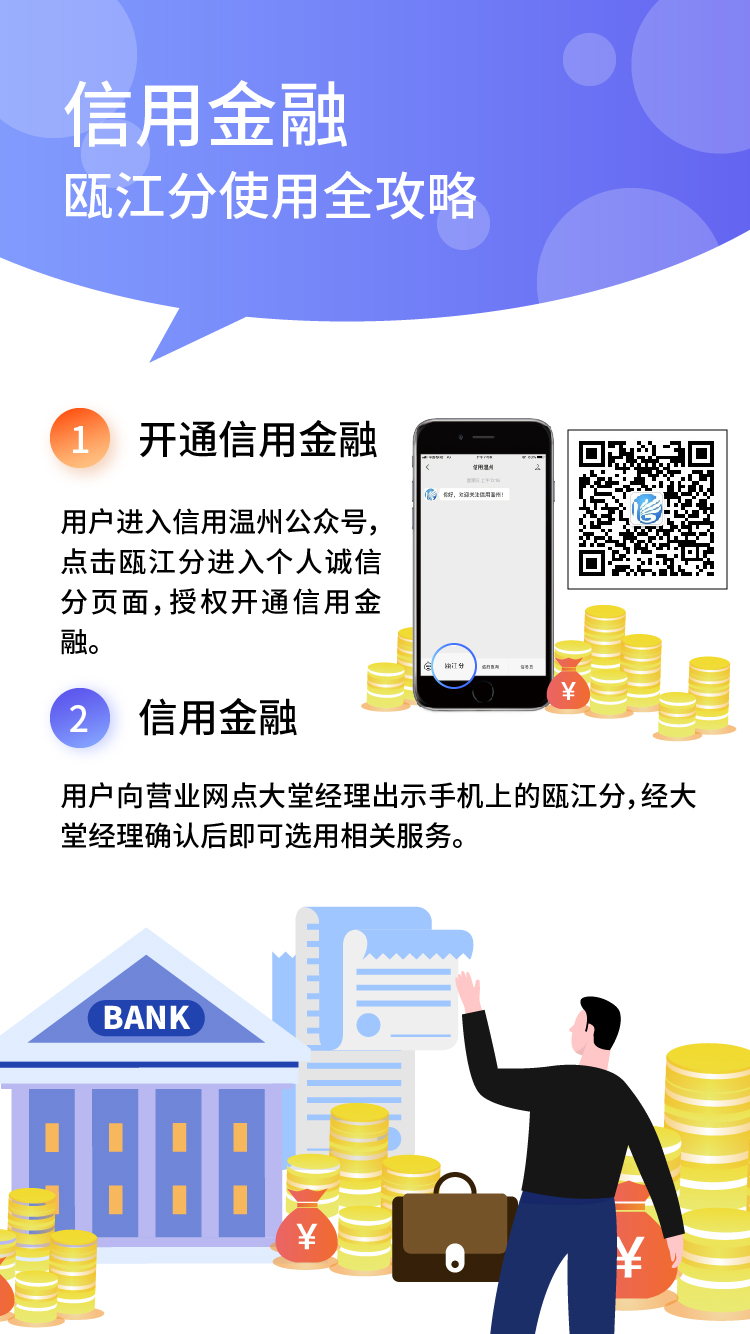 信用金融
瓯江分使用全攻略
1
开通信用金融
用户进入信用温州公众号，
点击瓯江分进入个人诚信
分页面，授权开通信用金
融。
信用温州
你好，欢迎关注信用温州！
瓯江分
信易贷
¥
2
信用金融
用户向营业网点大堂经理出示手机上的瓯江分，经大
堂经理确认后即可选用相关服务。
BANK
¥
¥